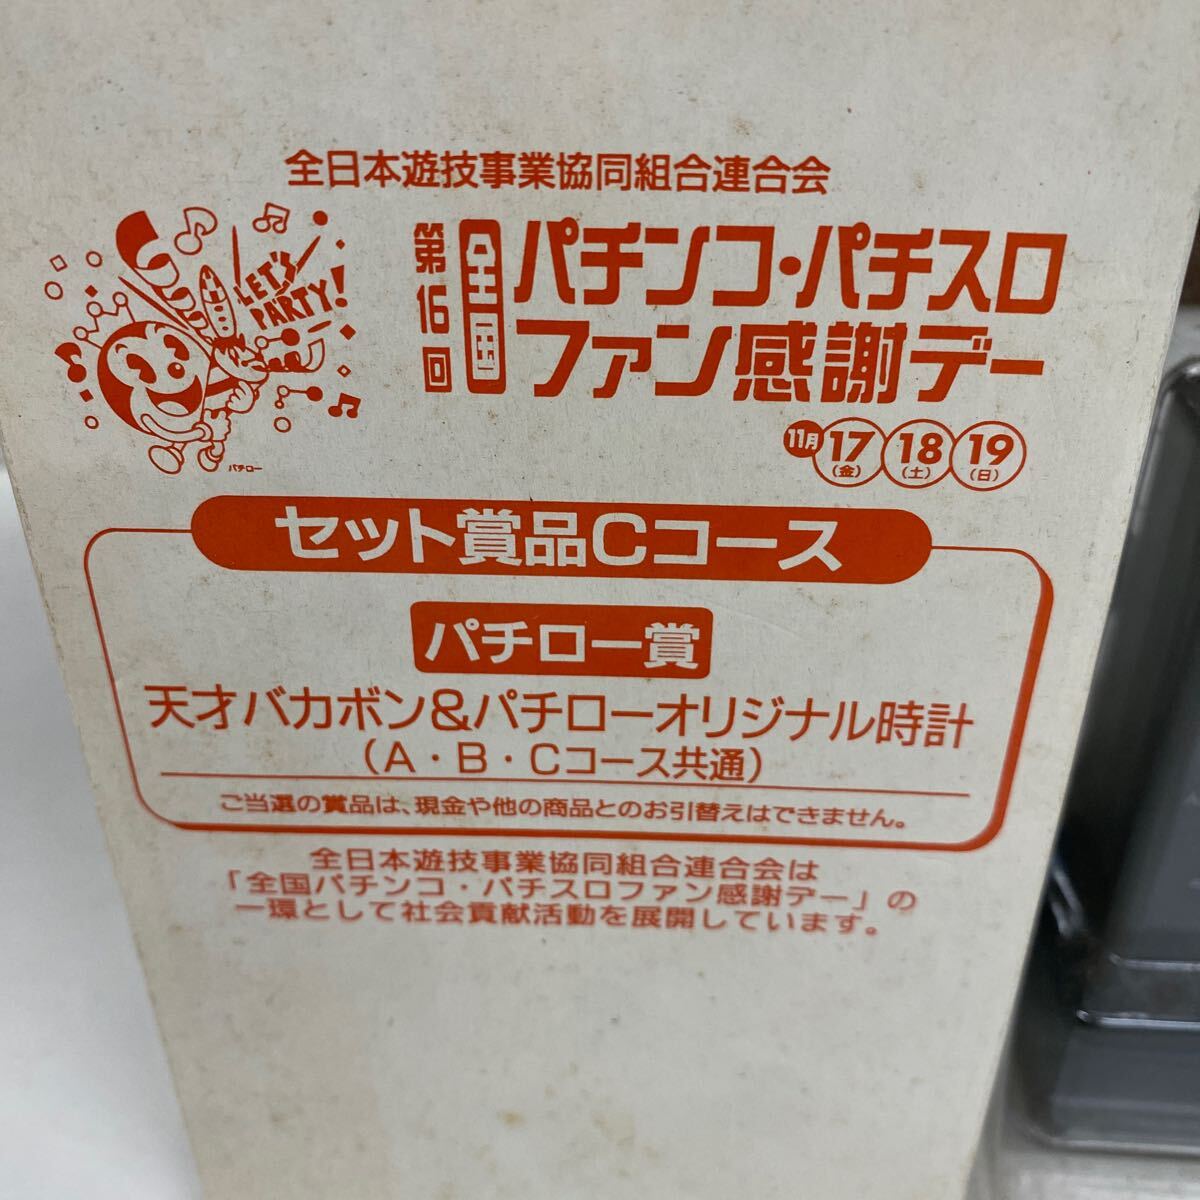 全日本遊技事業協同組合連合会
LET'S
PARTY!
パチロー
第16回
全国
パチンコ・パチスロ
ファン感謝デー
11月 17(金) 18(土) 19(日)
セット賞品Cコース
パチロー賞
天才バカボン&パチローオリジナル時計
(A・B・Cコース共通)
ご当選の賞品は、現金や他の商品とのお引替えはできません。
全日本遊技事業協同組合連合会は
「全国パチンコ・パチスロファン感謝デー」の
一環として社会貢献活動を展開しています。